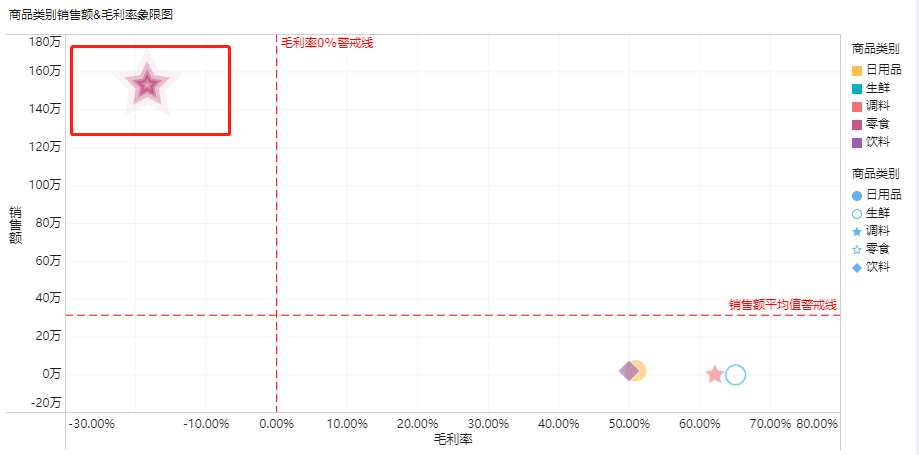 商品类别销售额&毛利率象限图
180万
160万
140万
120万
100万
80万
60万
40万
20万
0万
-20万
销售额
毛利率0%警戒线
销售额平均值警戒线
-30.00%
-10.00%
0.00%
10.00%
20.00%
30.00%
40.00%
50.00%
60.00%
70.00%
80.00%
毛利率
商品类别
日用品
生鲜
调料
零食
饮料
商品类别
日用品
生鲜
调料
零食
饮料